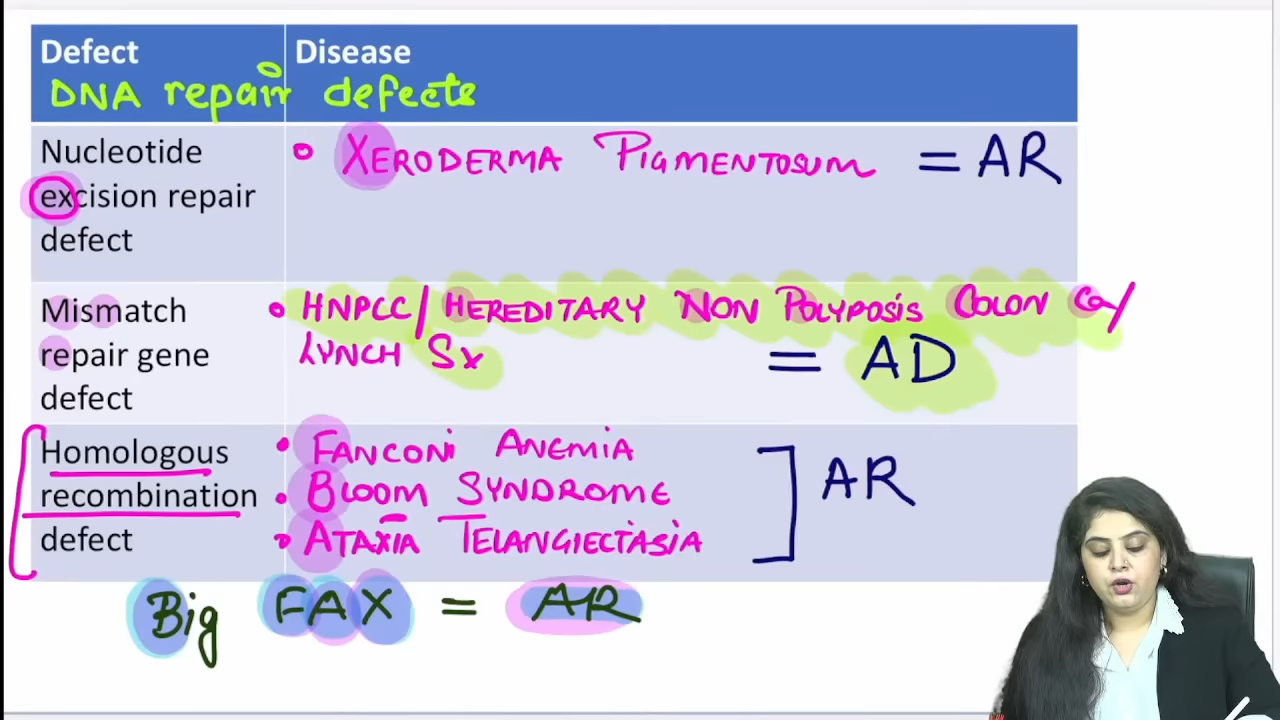 Defect Disease
DNA repair defects
Nucleotide excision repair defect
• XERODERMA PIGMENTOSUM = AR
Mismatch repair gene defect
• HNPCC/HEREDITARY NON POLYPOSIS COLON Ca/
LYNCH Sx = AD
Homologous recombination defect
• FANCONI ANEMIA
• BLOOM SYNDROME
• ATAXIA TELANGIECTASIA
] AR
Big FAX = AR